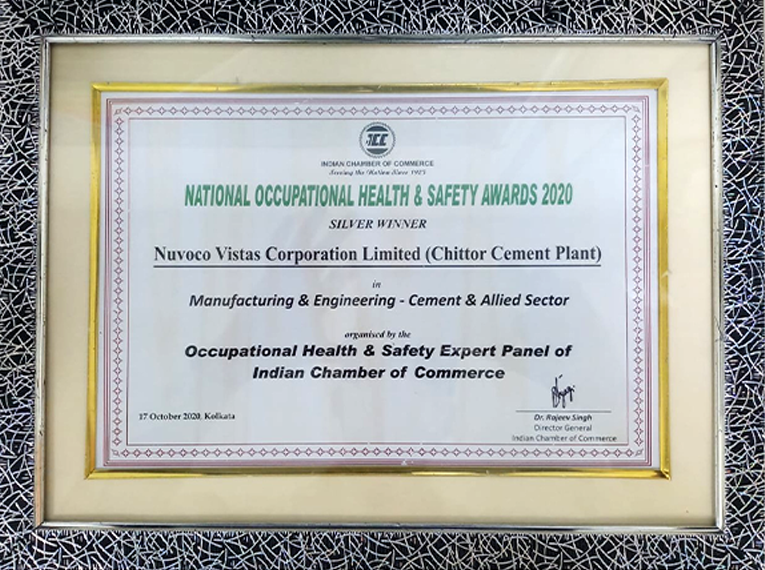 ICC
INDIAN CHAMBER OF COMMERCE
Serving the Nation Since 1925
NATIONAL OCCUPATIONAL HEALTH & SAFETY AWARDS 2020
SILVER WINNER
Nuvoco Vistas Corporation Limited (Chittor Cement Plant)
in
Manufacturing & Engineering - Cement & Allied Sector
organised by the
Occupational Health & Safety Expert Panel of
Indian Chamber of Commerce
17 October 2020, Kolkata
Dr. Rajeev Singh
Director General
Indian Chamber of Commerce